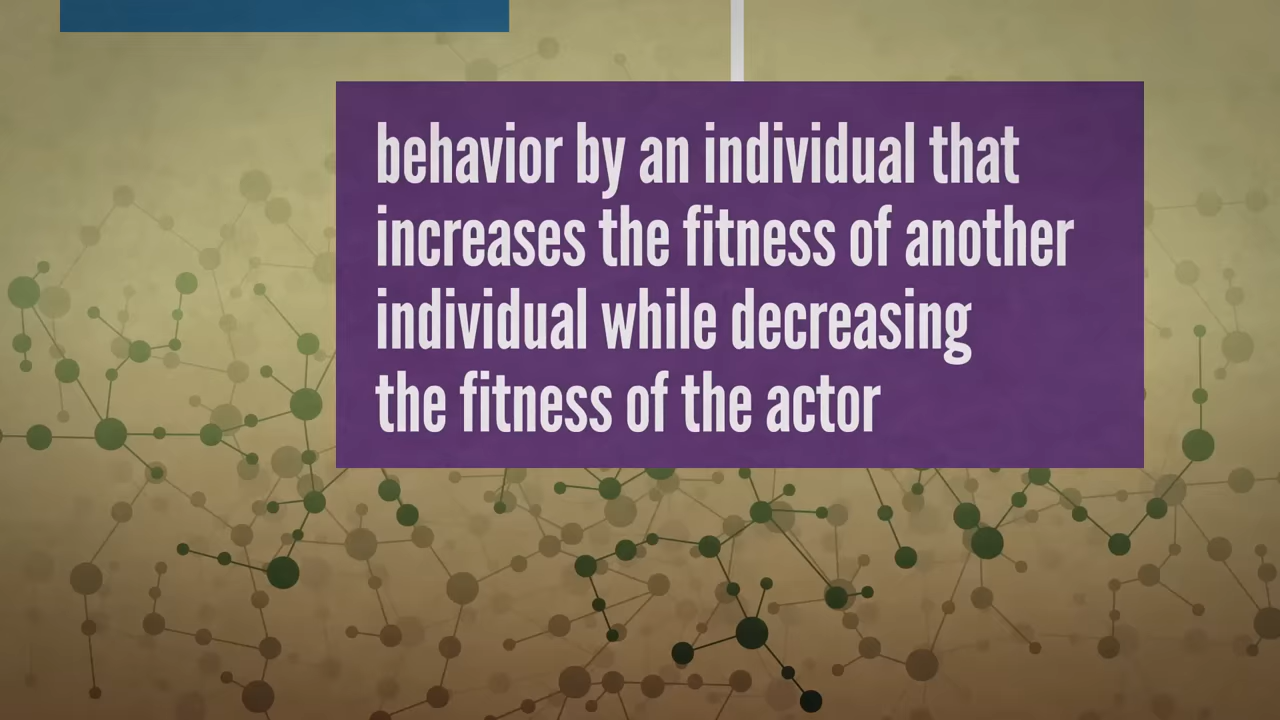 behavior by an individual that
increases the fitness of another
individual while decreasing
the fitness of the actor